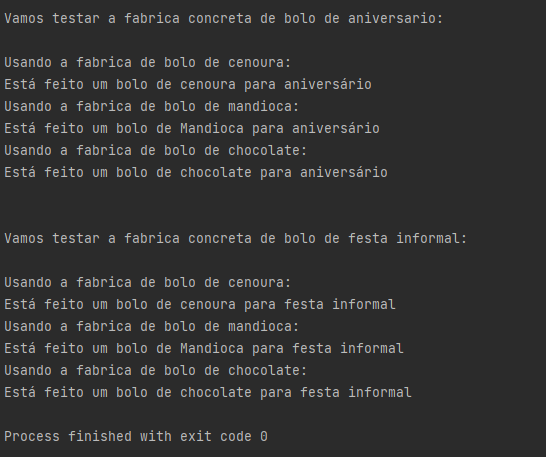 Vamos testar a fabrica concreta de bolo de aniversario:
Usando a fabrica de bolo de cenoura:
Está feito um bolo de cenoura para aniversário
Usando a fabrica de bolo de mandioca:
Está feito um bolo de Mandioca para aniversário
Usando a fabrica de bolo de chocolate:
Está feito um bolo de chocolate para aniversário
Vamos testar a fabrica concreta de bolo de festa informal:
Usando a fabrica de bolo de cenoura:
Está feito um bolo de cenoura para festa informal
Usando a fabrica de bolo de mandioca:
Está feito um bolo de Mandioca para festa informal
Usando a fabrica de bolo de chocolate:
Está feito um bolo de chocolate para festa informal
Process finished with exit code 0